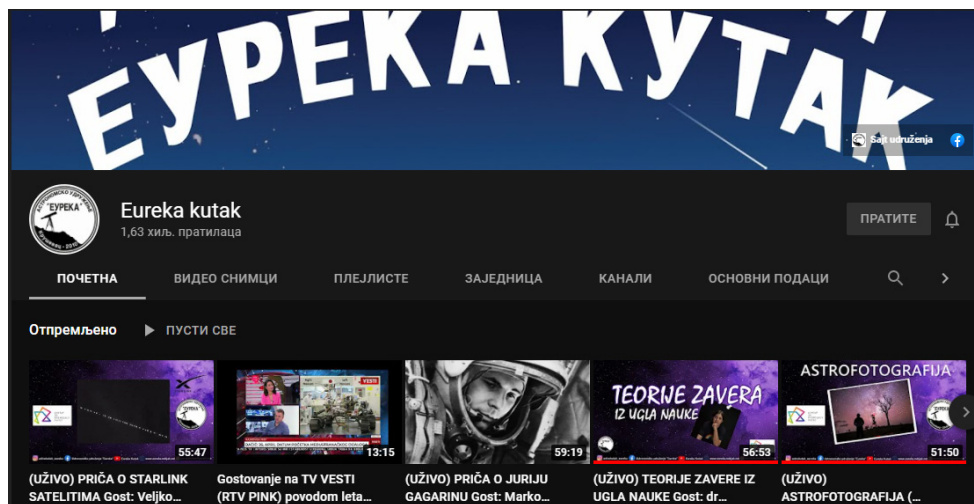 ЕУРЕКА КУТАК
Sajt udruženja
Eureka kutak
1,63 хиљ. пратилаца
ПРАТИТЕ
ПОЧЕТНА
ВИДЕО СНИМЦИ
ПЛЕЈЛИСТЕ
ЗАЈЕДНИЦА
КАНАЛИ
ОСНОВНИ ПОДАЦИ
Отпремљено
ПУСТИ СВЕ
55:47
VESTI
13:15
59:19
TEORIJE ZAVERA
IZ UGLA NAUKE
56:53
ASTROFOTOGRAFIJA
51:50
(UŽIVO) PRIČA O STARLINK
SATELITIMA Gost: Veljko...
Gostovanje na TV VESTI
(RTV PINK) povodom leta...
(UŽIVO) PRIČA O JURIJU
GAGARINU Gost: Marko...
(UŽIVO) TEORIJE ZAVERE IZ
UGLA NAUKE Gost: dr...
(UŽIVO)
ASTROFOTOGRAFIJA (...